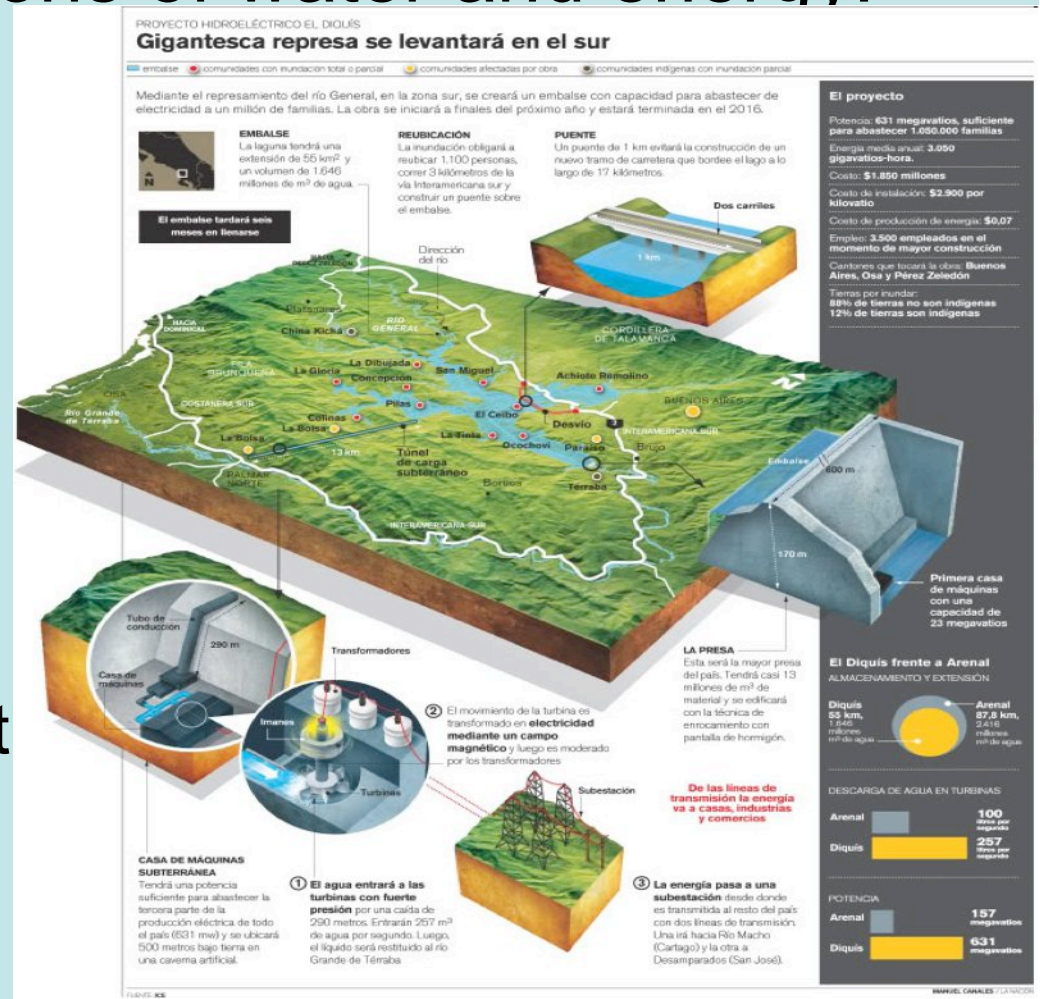 ons of water and energy.
PROYECTO HIDROELÉCTRICO EL DIQUÍS
Gigantesca represa se levantará en el sur
embalse comunidades con inundación total o parcial comunidades afectadas por obra comunidades indígenas con inundación parcial
Mediante el represamiento del río General, en la zona sur, se creará un embalse con capacidad para abastecer de
electricidad a un millón de familias. La obra se iniciará a finales del próximo año y estará terminada en el 2016.
EMBALSE
La laguna tendrá una
extensión de 55 km² y
un volumen de 1.646
millones de m³ de agua.
El embalse tardará seis
meses en llenarse
REUBICACIÓN
La inundación obligará a
reubicar 1.100 personas,
correr 3 kilómetros de la
vía Interamericana sur y
construir un puente sobre
el embalse.
PUENTE
Un puente de 1 km evitará la construcción de un
nuevo tramo de carretera que bordee el lago a lo
largo de 17 kilómetros.
Dos carriles
1 km
N
Dirección
del río
HACIA
DOMINICAL
Platanares
China Kichá
RÍO
GENERAL
CORDILLERA
DE TALAMANCA
FILA
BRUNQUEÑA
La Dibujada
La Gloria
Concepción
San Miguel
Achiote Remolino
N
OSA
COSTANERA SUR
Pilas
El Ceibo
BUENOS AIRES
Río Grande
de Térraba
Colinas
La Bolsa
Desvío
INTERAMERICANA SUR
La Bolsa
13 km
Túnel
de carga
subterráneo
La Tinta
Ocochoví
Paraíso
Brujo
PALMAR
NORTE
Térraba
INTERAMERICANA SUR
Embalse
600 m
170 m
Primera casa
de máquinas
con una
capacidad de
23 megavatios
El proyecto
Potencia: 631 megavatios, suficiente
para abastecer 1.050.000 familias
Energía media anual: 3.050
gigavatios-hora.
Costo: $1.850 millones
Costo de instalación: $2.900 por
kilovatio
Costo de producción de energía: $0,07
Empleo: 3.500 empleados en el
momento de mayor construcción
Cantones que tocará la obra: Buenos
Aires, Osa y Pérez Zeledón
Tierras por inundar:
88% de tierras no son indígenas
12% de tierras son indígenas
Tubo de
conducción
290 m
Casa de
máquinas
Transformadores
Imanes
Turbinas
t
LA PRESA
Esta será la mayor presa
del país. Tendrá casi 13
millones de m³ de
material y se edificará
con la técnica de
enrocamiento con
pantalla de hormigón.
2 El movimiento de la turbina es
transformado en electricidad
mediante un campo
magnético y luego es moderado
por los transformadores
Subestación
De las líneas de
transmisión la energía
va a casas, industrias
y comercios
CASA DE MÁQUINAS
SUBTERRÁNEA
Tendrá una potencia
suficiente para abastecer la
tercera parte de la
producción eléctrica de todo
el país (631 mw) y se ubicará
500 metros bajo tierra en
una caverna artificial.
1 El agua entrará a las
turbinas con fuerte
presión por una caída de
290 metros. Entrarán 257 m³
de agua por segundo. Luego,
el líquido será restituido al río
Grande de Térraba
3 La energía pasa a una
subestación desde donde
es transmitida al resto del país
con dos líneas de transmisión.
Una irá hacia Río Macho
(Cartago) y la otra a
Desamparados (San José).
El Diquís frente a Arenal
ALMACENAMIENTO Y EXTENSIÓN
Diquís
55 km,
1.646
millones
m³ de agua
Arenal
87,8 km,
2.416
millones
m³ de agua
DESCARGA DE AGUA EN TURBINAS
Arenal 100
litros por
segundo
Diquís 257
litros por
segundo
POTENCIA
Arenal 157
megavatios
Diquís 631
megavatios
FUENTE: ICE
MANUEL CANALES / LA NACIÓN